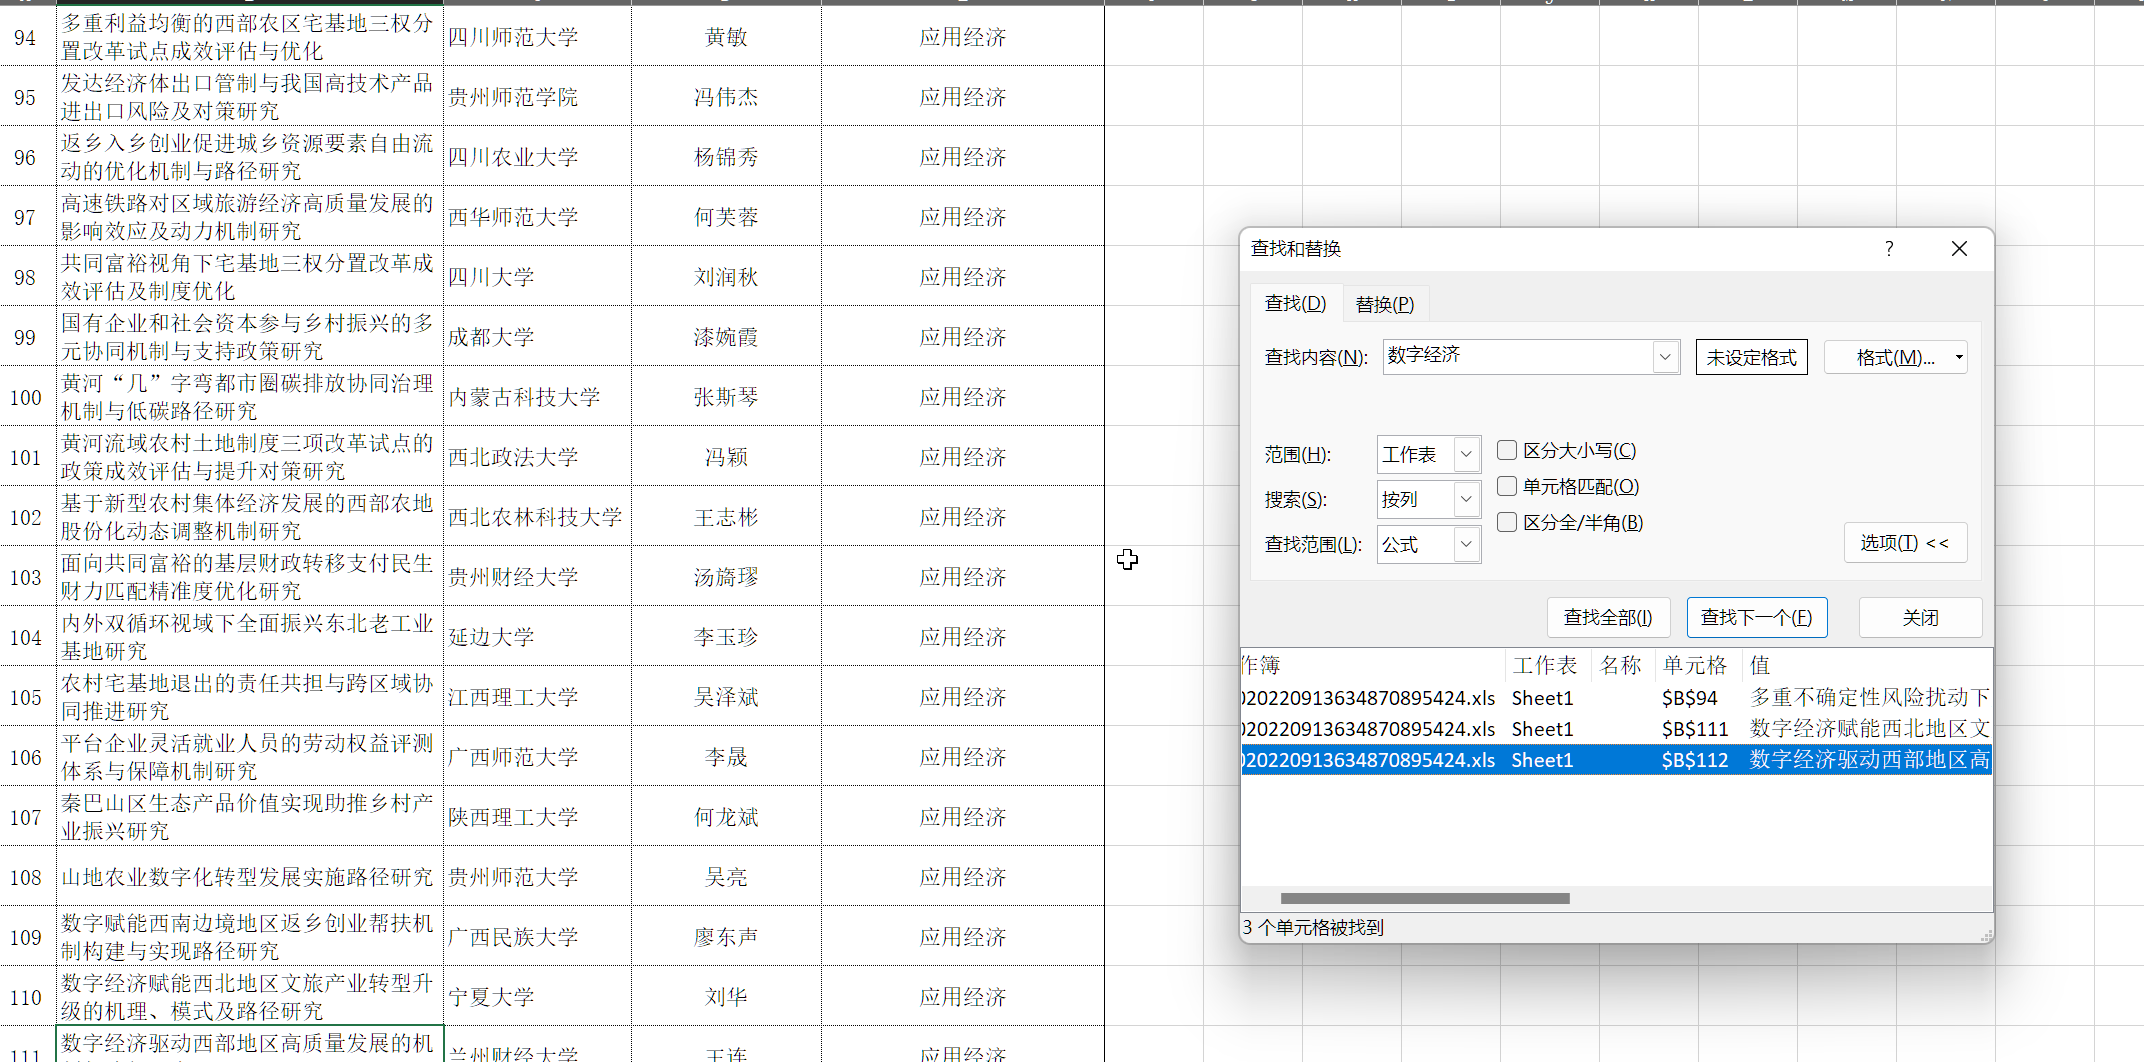 94 多重利益均衡的西部农区宅基地三权分 四川师范大学 黄敏 应用经济
置改革试点成效评估与优化
95 发达经济体出口管制与我国高技术产品 贵州师范学院 冯伟杰 应用经济
进出口风险及对策研究
96 返乡入乡创业促进城乡资源要素自由流 四川农业大学 杨锦秀 应用经济
动的优化机制与路径研究
97 高速铁路对区域旅游经济高质量发展的 西华师范大学 何芙蓉 应用经济
影响效应及动力机制研究
98 共同富裕视角下宅基地三权分置改革成 四川大学 刘润秋 应用经济
效评估及制度优化
99 国有企业和社会资本参与乡村振兴的多 成都大学 漆婉霞 应用经济
元协同机制与支持政策研究
100 黄河“几”字弯都市圈碳排放协同治理 内蒙古科技大学 张斯琴 应用经济
机制与低碳路径研究
101 黄河流域农村土地制度三项改革试点的 西北政法大学 冯颖 应用经济
政策成效评估与提升对策研究
102 基于新型农村集体经济发展的西部农地 西北农林科技大学 王志彬 应用经济
股份化动态调整机制研究
103 面向共同富裕的基层财政转移支付民生 贵州财经大学 汤旖璆 应用经济
财力匹配精准度优化研究
104 内外双循环视域下全面振兴东北老工业 延边大学 李玉珍 应用经济
基地研究
105 农村宅基地退出的责任共担与跨区域协 江西理工大学 吴泽斌 应用经济
同推进研究
106 平台企业灵活就业人员的劳动权益评测 广西师范大学 李晟 应用经济
体系与保障机制研究
107 秦巴山区生态产品价值实现助推乡村产 陕西理工大学 何龙斌 应用经济
业振兴研究
108 山地农业数字化转型发展实施路径研究 贵州师范大学 吴亮 应用经济
109 数字赋能西南边境地区返乡创业帮扶机 广西民族大学 廖东声 应用经济
制构建与实现路径研究
110 数字经济赋能西北地区文旅产业转型升 宁夏大学 刘华 应用经济
级的机理、模式及路径研究
111 数字经济驱动西部地区高质量发展的机 兰州财经大学 王连 应用经济
查找和替换 ?
查找(D) 替换(P)
查找内容(N): 数字经济 未设定格式 格式(M)...
范围(H): 工作表 区分大小写(C)
搜索(S): 按列 单元格匹配(O)
查找范围(L): 公式 区分全/半角(B)
选项(T) <<
查找全部(I) 查找下一个(F) 关闭
作簿 工作表 名称 单元格 值
020220913634870895424.xls Sheet1 $B$94 多重不确定性风险扰动下
020220913634870895424.xls Sheet1 $B$111 数字经济赋能西北地区文
020220913634870895424.xls Sheet1 $B$112 数字经济驱动西部地区高
3 个单元格被找到